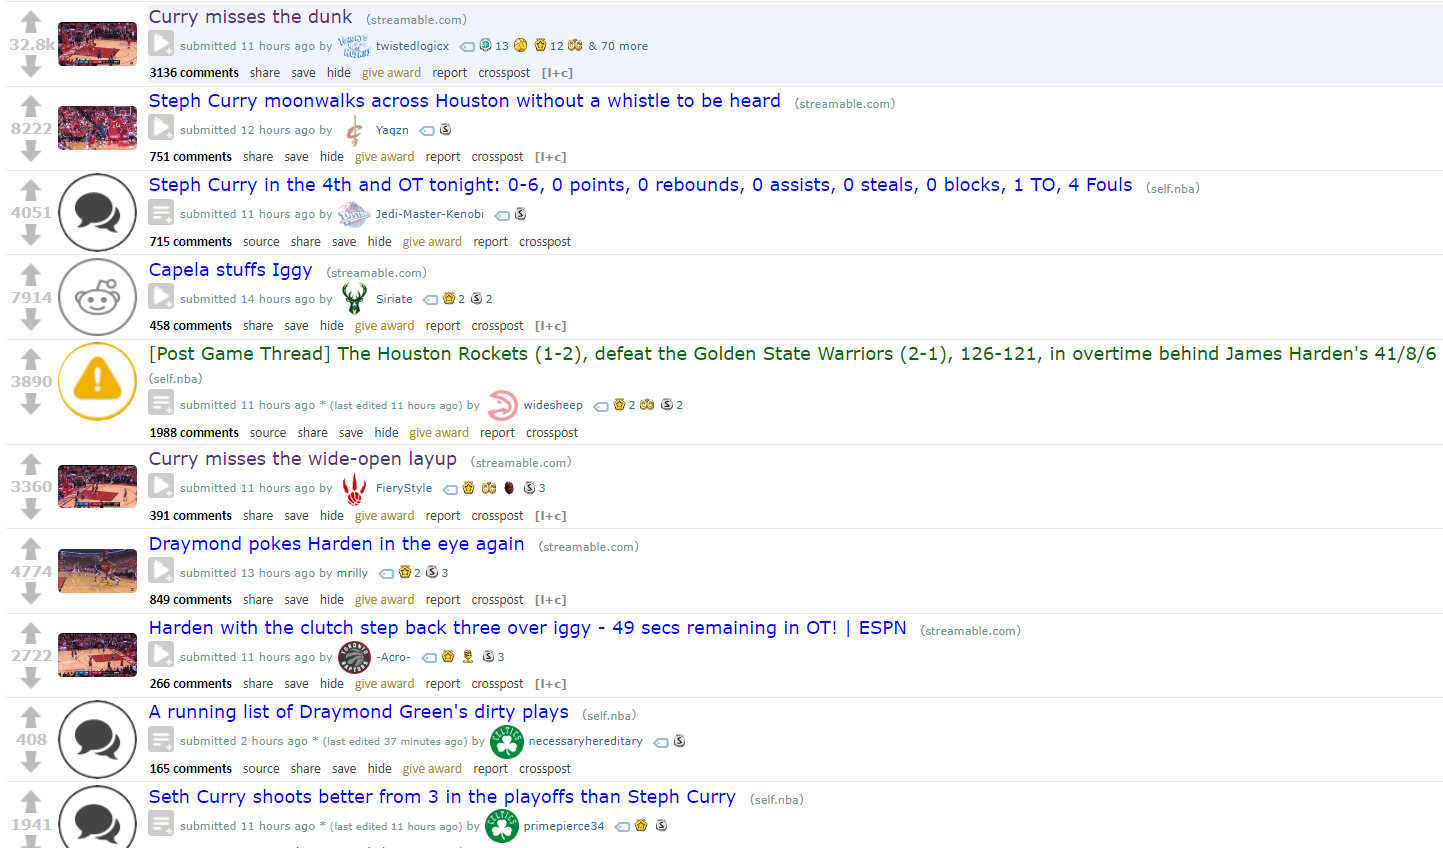 Curry misses the dunk (streamable.com)
32.8k
submitted 11 hours ago by twistedlogicx 13 12 & 70 more
3136 comments share save hide give award report crosspost [l+c]
Steph Curry moonwalks across Houston without a whistle to be heard (streamable.com)
8222
submitted 12 hours ago by Yaqzn
751 comments share save hide give award report crosspost [l+c]
Steph Curry in the 4th and OT tonight: 0-6, 0 points, 0 rebounds, 0 assists, 0 steals, 0 blocks, 1 TO, 4 Fouls (self.nba)
4051
submitted 11 hours ago by Jedi-Master-Kenobi
715 comments source share save hide give award report crosspost
Capela stuffs Iggy (streamable.com)
7914
submitted 14 hours ago by Siriate 2 2
458 comments share save hide give award report crosspost [l+c]
[Post Game Thread] The Houston Rockets (1-2), defeat the Golden State Warriors (2-1), 126-121, in overtime behind James Harden's 41/8/6
(self.nba)
3890
submitted 11 hours ago * (last edited 11 hours ago) by widesheep 2 2
1988 comments source share save hide give award report crosspost
Curry misses the wide-open layup (streamable.com)
3360
submitted 11 hours ago by FieryStyle 3
391 comments share save hide give award report crosspost [l+c]
Draymond pokes Harden in the eye again (streamable.com)
4774
submitted 13 hours ago by mrilly 2 3
849 comments share save hide give award report crosspost [l+c]
Harden with the clutch step back three over iggy - 49 secs remaining in OT! | ESPN (streamable.com)
2722
submitted 11 hours ago by -Acro- 3
266 comments share save hide give award report crosspost [l+c]
A running list of Draymond Green's dirty plays (self.nba)
408
submitted 2 hours ago * (last edited 37 minutes ago) by CELTICS necessaryhereditary
165 comments source share save hide give award report crosspost
Seth Curry shoots better from 3 in the playoffs than Steph Curry (self.nba)
1941
submitted 11 hours ago * (last edited 11 hours ago) by CELTICS primepierce34